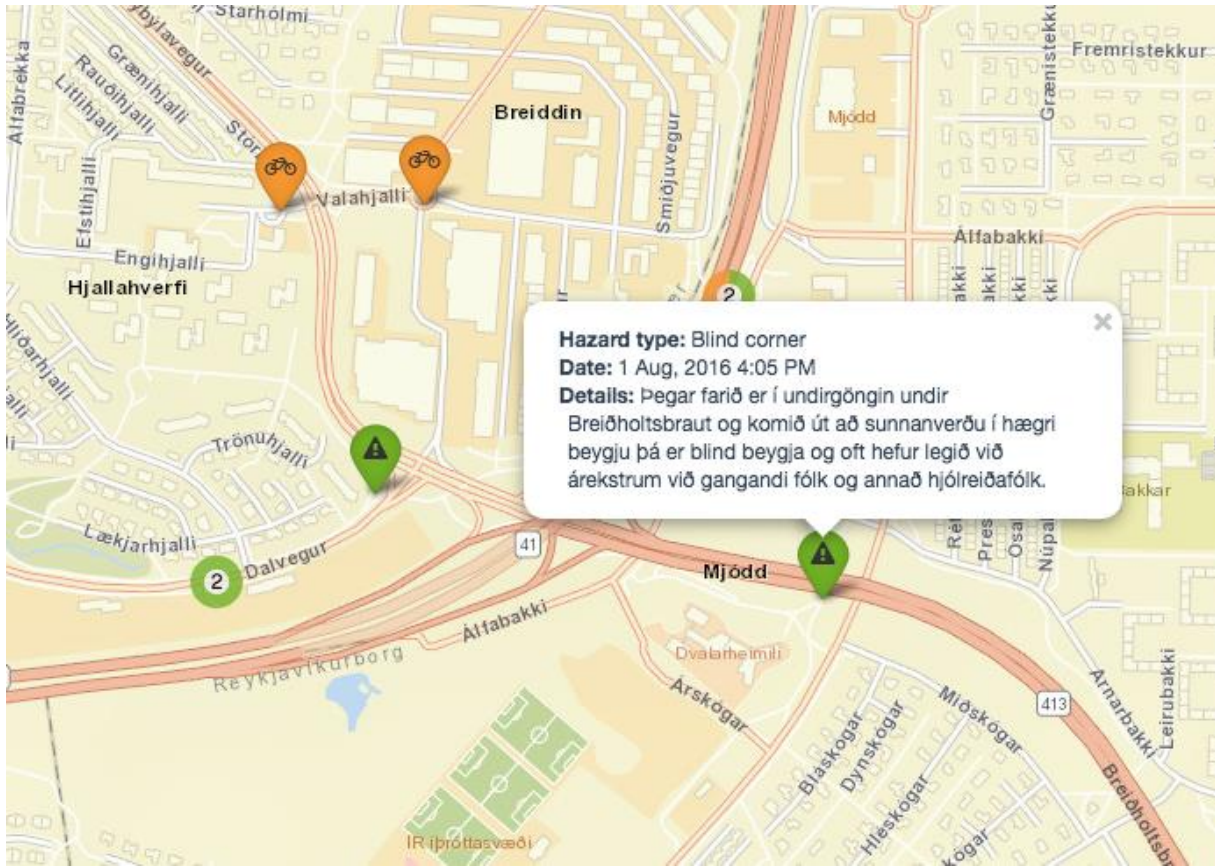 Starhólmi
Fremristekkur
Grænihjalli
Rauðihjalli
Litlihjalli
Álfabrekka
Breiddin
Mjódd
Smiðjuvegur
Valahjalli
Efstihjalli
Engihjalli
Hjallahverfi
Álfabakki
2
Hlíðarhjalli
Hazard type: Blind corner
Date: 1 Aug, 2016 4:05 PM
Details: Þegar farið er í undirgöngin undir
Breiðholtsbraut og komið út að sunnanverðu í hægri
beygju þá er blind beygja og oft hefur legið við
árekstrum við gangandi fólk og annað hjólreiðafólk.
Trönuhjalli
Lækjarhjalli
2
Dalvegur
41
Mjódd
Álfabakki
Reykjavíkurborg
Dvalarheimili
Árskógar
Miðskógar
413
Arnarbakki
Leirubakki
Bláskógar
Dynskógar
Hléskógar
ÍR íþróttasvæði